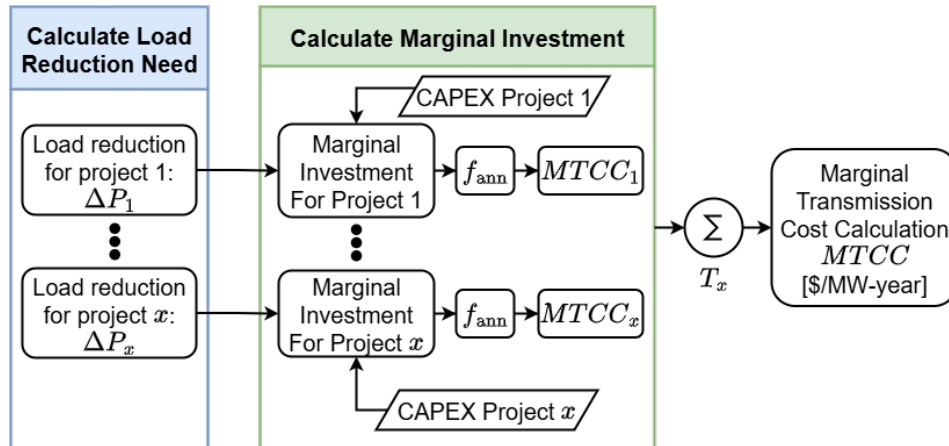 Calculate Load
Reduction Need
Load reduction
for project 1:
ΔP₁
Load reduction
for project x:
ΔPₓ
Calculate Marginal Investment
CAPEX Project 1
Marginal
Investment
For Project 1
f_ann
MTCC₁
Marginal
Investment
For Project x
f_ann
MTCCₓ
CAPEX Project x
Σ
Tₓ
Marginal
Transmission
Cost Calculation
MTCC
[$/MW-year]